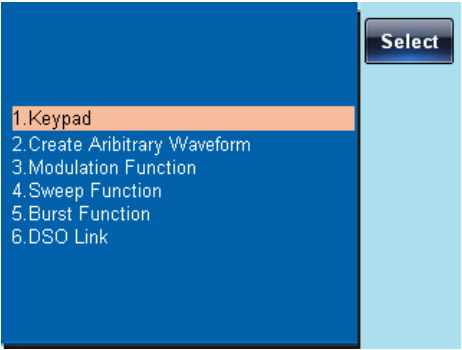 Select
1.Keypad
2.Create Aribitrary Waveform
3.Modulation Function
4.Sweep Function
5.Burst Function
6.DSO Link